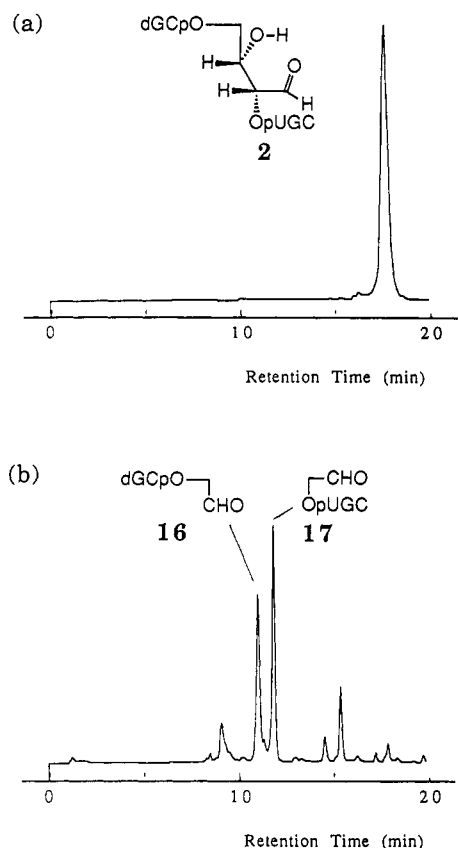 (a)
dGCpO
O-H
O
H
H
H
OpUGC
2
0
10
20
Retention Time (min)
(b)
dGCpO
CHO
CHO
OpUGC
16
17
0
10
20
Retention Time (min)